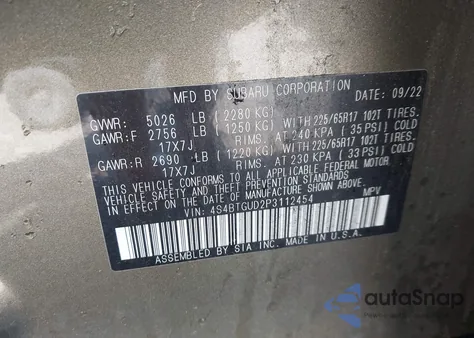 MFD BY SUBARU CORPORATION DATE: 09/22
GVWR: 5026 LB (2280 KG)
GAWR:F 2756 LB (1250 KG) WITH 225/65R17 102T TIRES.
17X7J RIMS. AT 240 KPA (35 PSI) COLD
GAWR:R 2690 LB (1220 KG) WITH 225/65R17 102T TIRES.
17X7J RIMS. AT 230 KPA (33 PSI) COLD
THIS VEHICLE CONFORMS TO ALL APPLICABLE FEDERAL MOTOR
VEHICLE SAFETY STANDARDS IN EFFECT ON THE
DATE OF MANUFACTURE SHOWN ABOVE.
VIN: 4S4BTGUD2P3112454 MPV
ASSEMBLED BY SIA INC. MADE IN U.S.A.
autoSnap